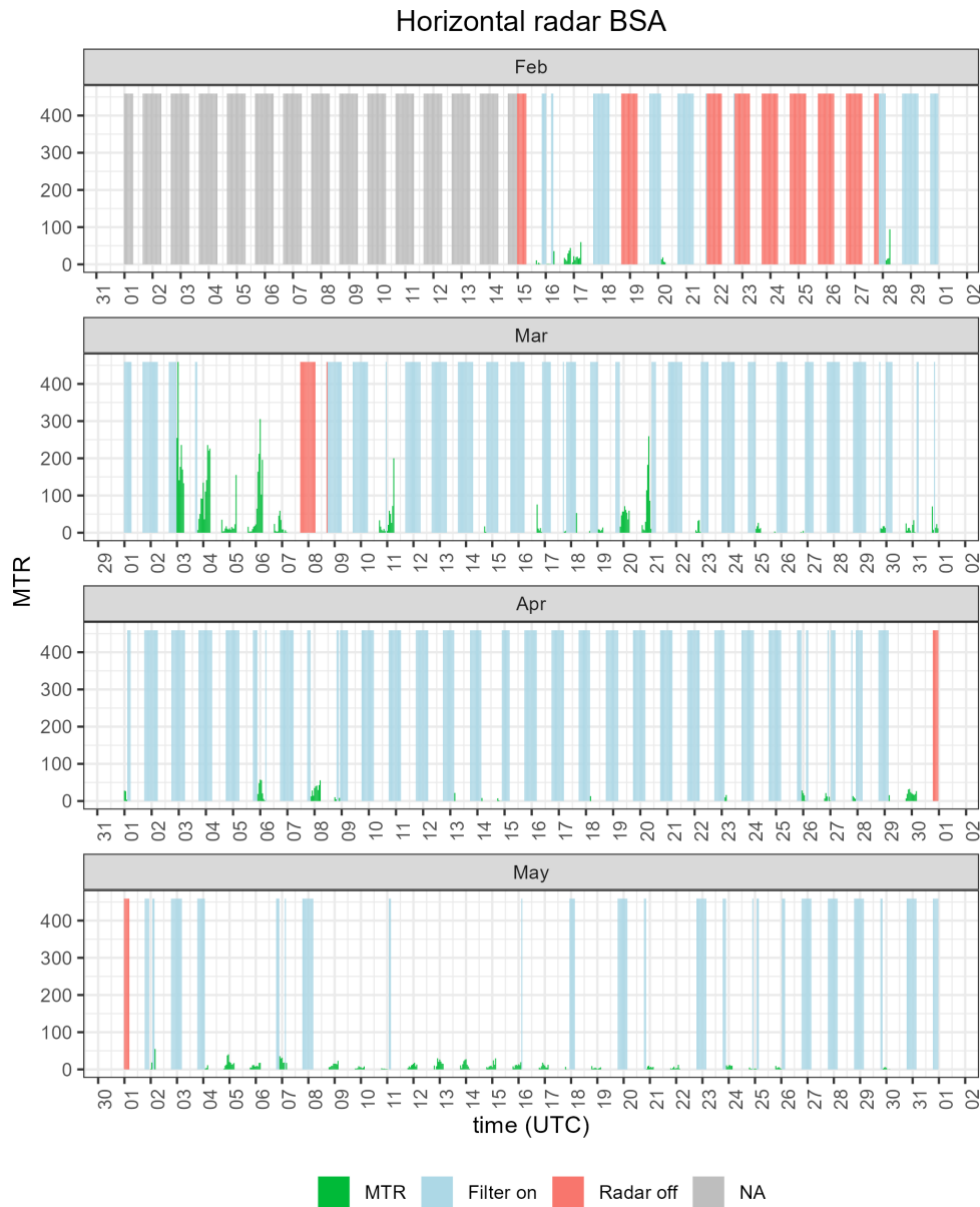 Horizontal radar BSA
Feb
400
300
200
100
0
31 01 02 03 04 05 06 07 08 09 10 11 12 13 14 15 16 17 18 19 20 21 22 23 24 25 26 27 28 29 01 02
Mar
400
300
200
100
0
29 01 02 03 04 05 06 07 08 09 10 11 12 13 14 15 16 17 18 19 20 21 22 23 24 25 26 27 28 29 30 31 01 02
MTR
Apr
400
300
200
100
0
31 01 02 03 04 05 06 07 08 09 10 11 12 13 14 15 16 17 18 19 20 21 22 23 24 25 26 27 28 29 30 01 02
May
400
300
200
100
0
30 01 02 03 04 05 06 07 08 09 10 11 12 13 14 15 16 17 18 19 20 21 22 23 24 25 26 27 28 29 30 31 01 02
time (UTC)
MTR Filter on Radar off NA